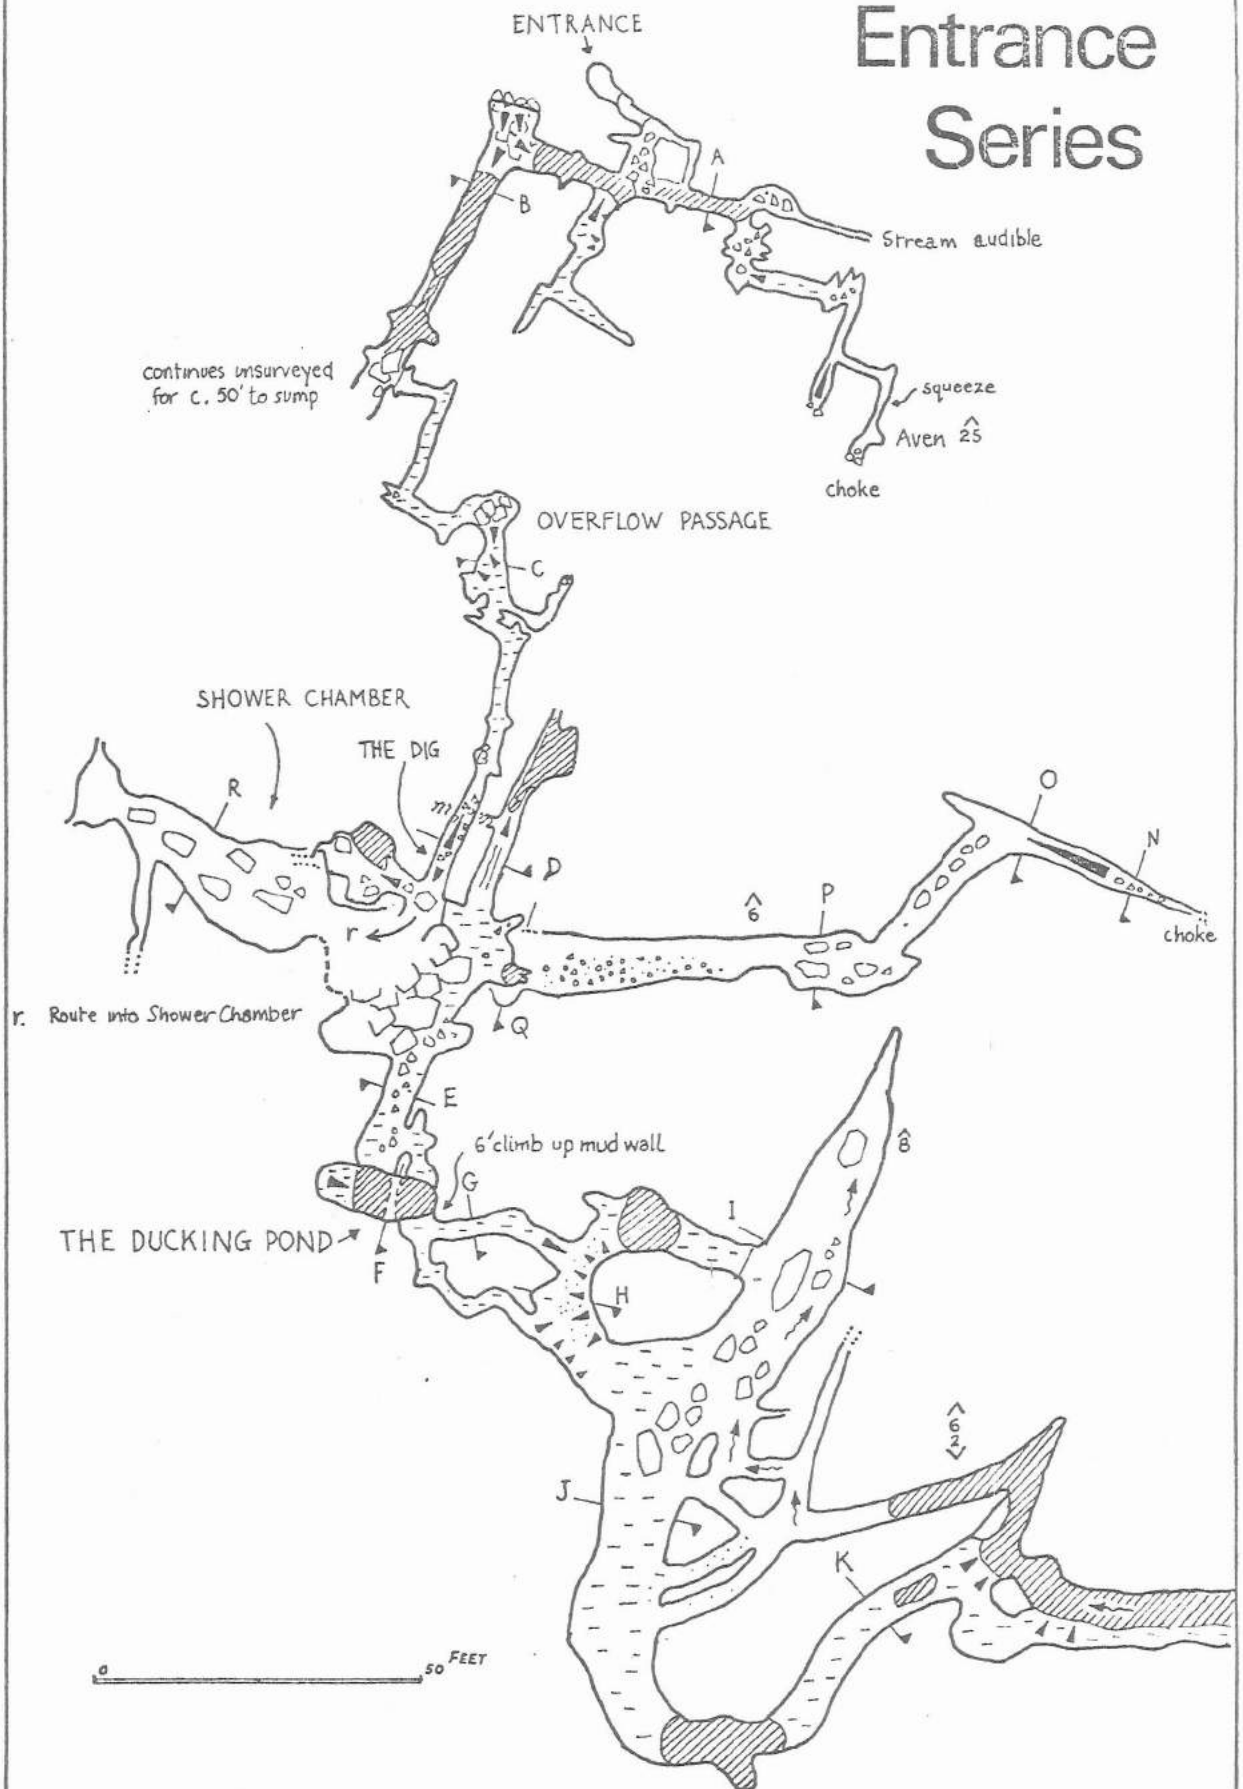 ENTRANCE
Entrance
Series
A
B
Stream audible
continues unsurveyed
for c. 50' to sump
squeeze
Aven 25
choke
OVERFLOW PASSAGE
C
SHOWER CHAMBER
THE DIG
R
m
m
D
O
N
6
P
choke
r
r. Route into Shower Chamber
Q
E
6' climb up mud wall
8
G
I
THE DUCKING POND
F
H
6
2
J
K
0 50 FEET